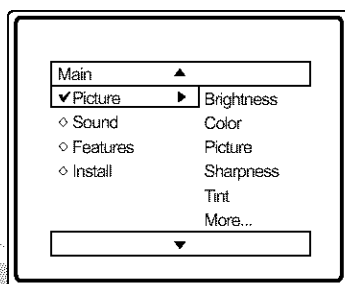 Main ▲
✔Picture ▶ Brightness
◇ Sound Color
◇ Features Picture
◇ Install Sharpness
Tint
More...
▼